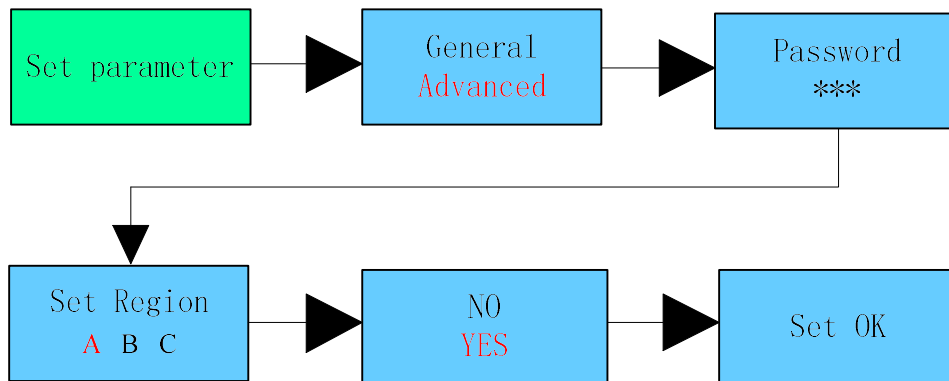 Set parameter
General
Advanced
Password
***
Set Region
A B C
NO
YES
Set OK